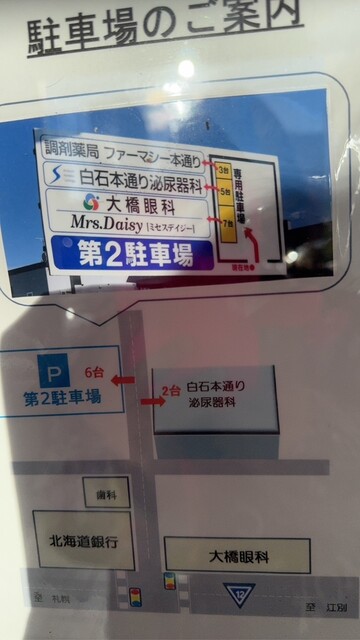 駐車場のご案内
調剤薬局 ファーマシー本通り
3台
白石本通り泌尿器科
5台
大橋眼科
Mrs.Daisy [ミセスデイジー]
7台
専用駐車場
第2駐車場
現在地
P
6台
第2駐車場
2台
白石本通り
泌尿器科
歯科
北海道銀行
大橋眼科
至 札幌
12
至 江別